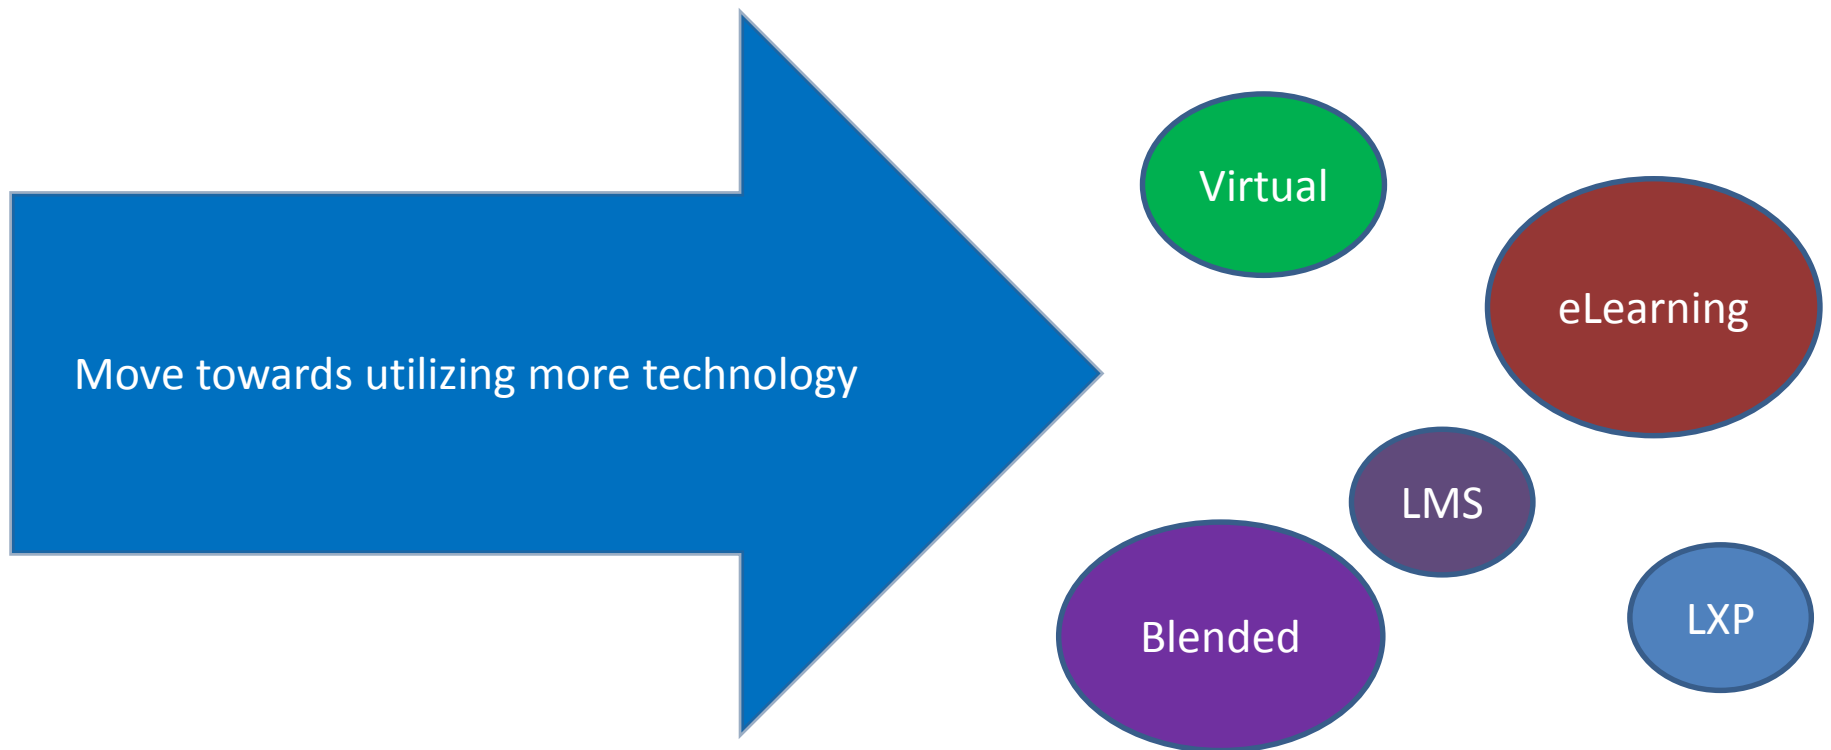 Move towards utilizing more technology
Virtual
eLearning
LMS
Blended
LXP